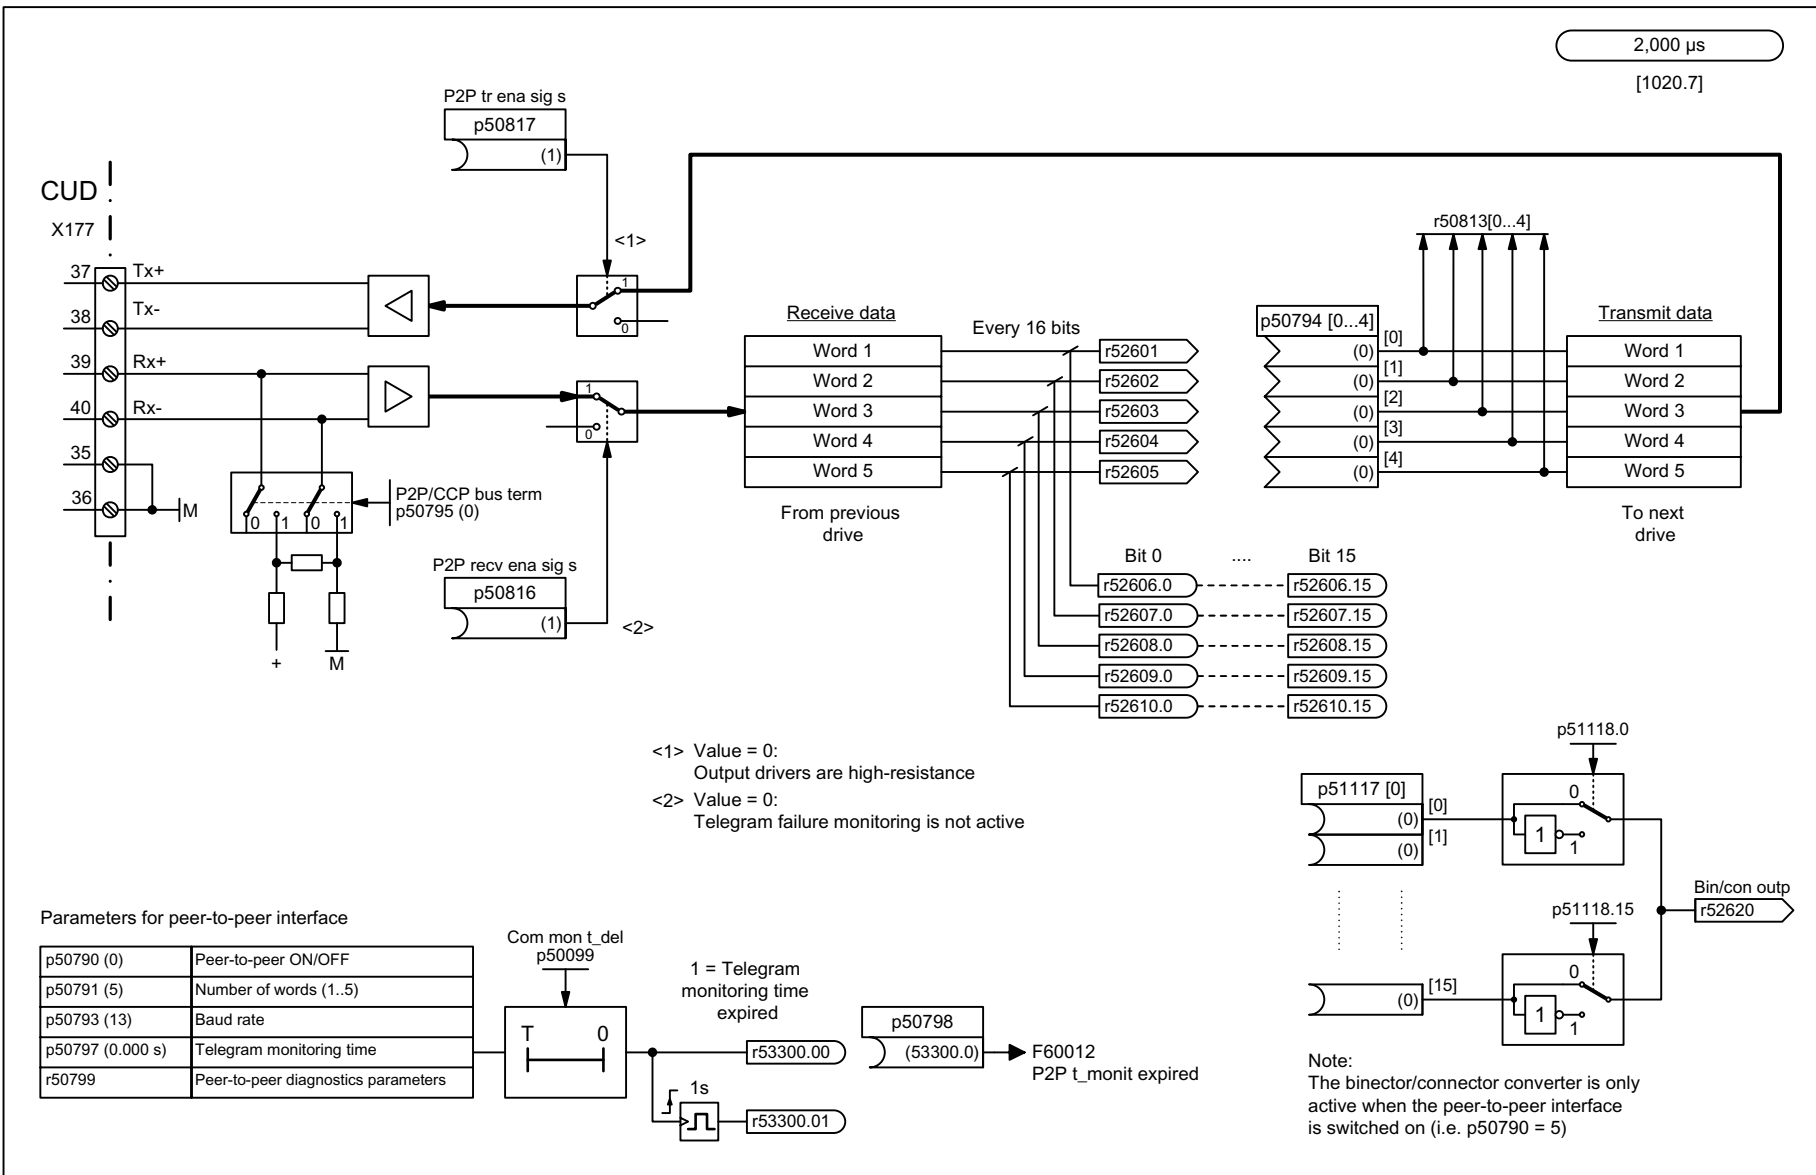 2,000 µs
[1020.7]
P2P tr ena sig s
p50817
(1)
<1>
CUD
X177
37
Tx+
38
Tx-
39
Rx+
40
Rx-
35
36
M
1
0
1
0
0
1
0
1
P2P/CCP bus term
p50795 (0)
+
M
P2P recv ena sig s
p50816
(1)
<2>
Receive data
Word 1
Word 2
Word 3
Word 4
Word 5
From previous
drive
Every 16 bits
r52601
r52602
r52603
r52604
r52605
r50813[0...4]
p50794 [0...4]
(0)
[0]
(0)
[1]
(0)
[2]
(0)
[3]
(0)
[4]
Transmit data
Word 1
Word 2
Word 3
Word 4
Word 5
To next
drive
Bit 0
....
Bit 15
r52606.0
r52606.15
r52607.0
r52607.15
r52608.0
r52608.15
r52609.0
r52609.15
r52610.0
r52610.15
<1> Value = 0:
Output drivers are high-resistance
<2> Value = 0:
Telegram failure monitoring is not active
p51118.0
p51117 [0]
[0]
(0)
[1]
(0)
0
1
1
p51118.15
[15]
(0)
0
1
1
Bin/con outp
r52620
Note:
The binector/connector converter is only
active when the peer-to-peer interface
is switched on (i.e. p50790 = 5)
Parameters for peer-to-peer interface
p50790 (0) Peer-to-peer ON/OFF
p50791 (5) Number of words (1..5)
p50793 (13) Baud rate
p50797 (0.000 s) Telegram monitoring time
r50799 Peer-to-peer diagnostics parameters
Com mon t_del
p50099
T 0
1 = Telegram
monitoring time
expired
r53300.00
1s
r53300.01
p50798
(53300.0)
F60012
P2P t_monit expired